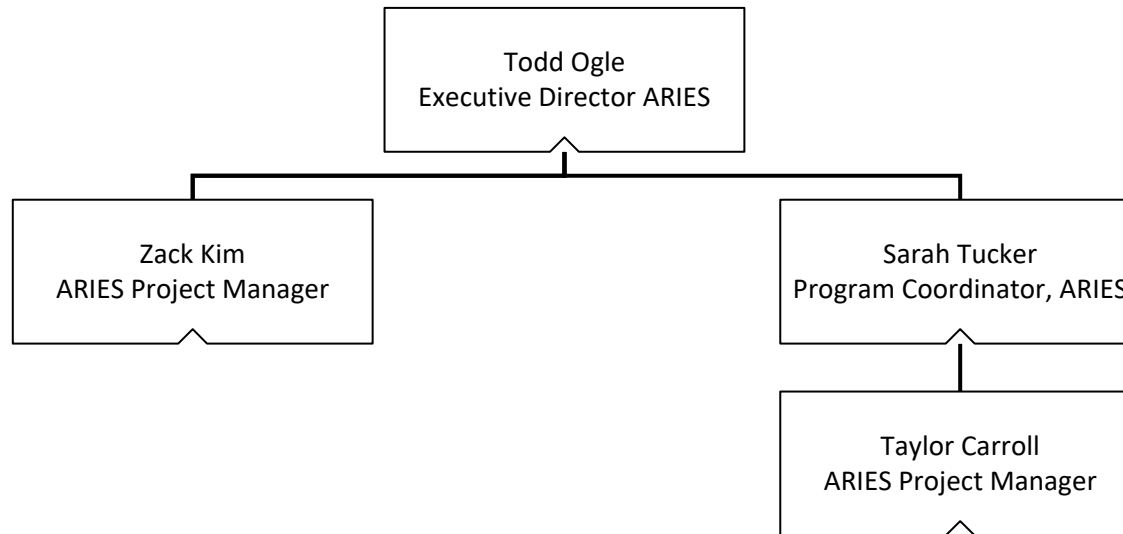 Todd Ogle
Executive Director ARIES
Zack Kim
ARIES Project Manager
Sarah Tucker
Program Coordinator, ARIES
Taylor Carroll
ARIES Project Manager